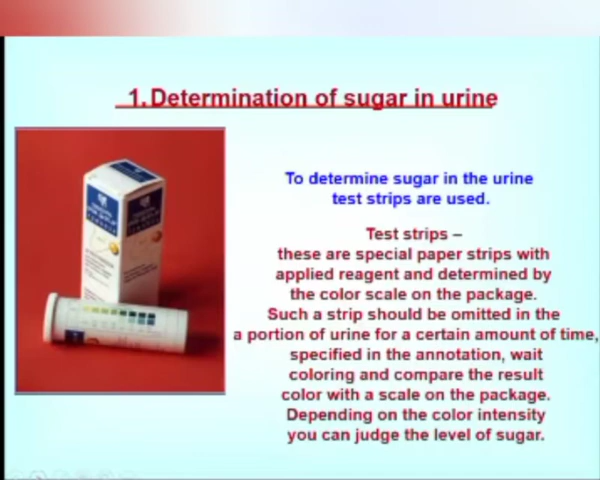 1. Determination of sugar in urine
To determine sugar in the urine
test strips are used.
Test strips –
these are special paper strips with
applied reagent and determined by
the color scale on the package.
Such a strip should be omitted in the
a portion of urine for a certain amount of time,
specified in the annotation, wait
coloring and compare the result
color with a scale on the package.
Depending on the color intensity
you can judge the level of sugar.